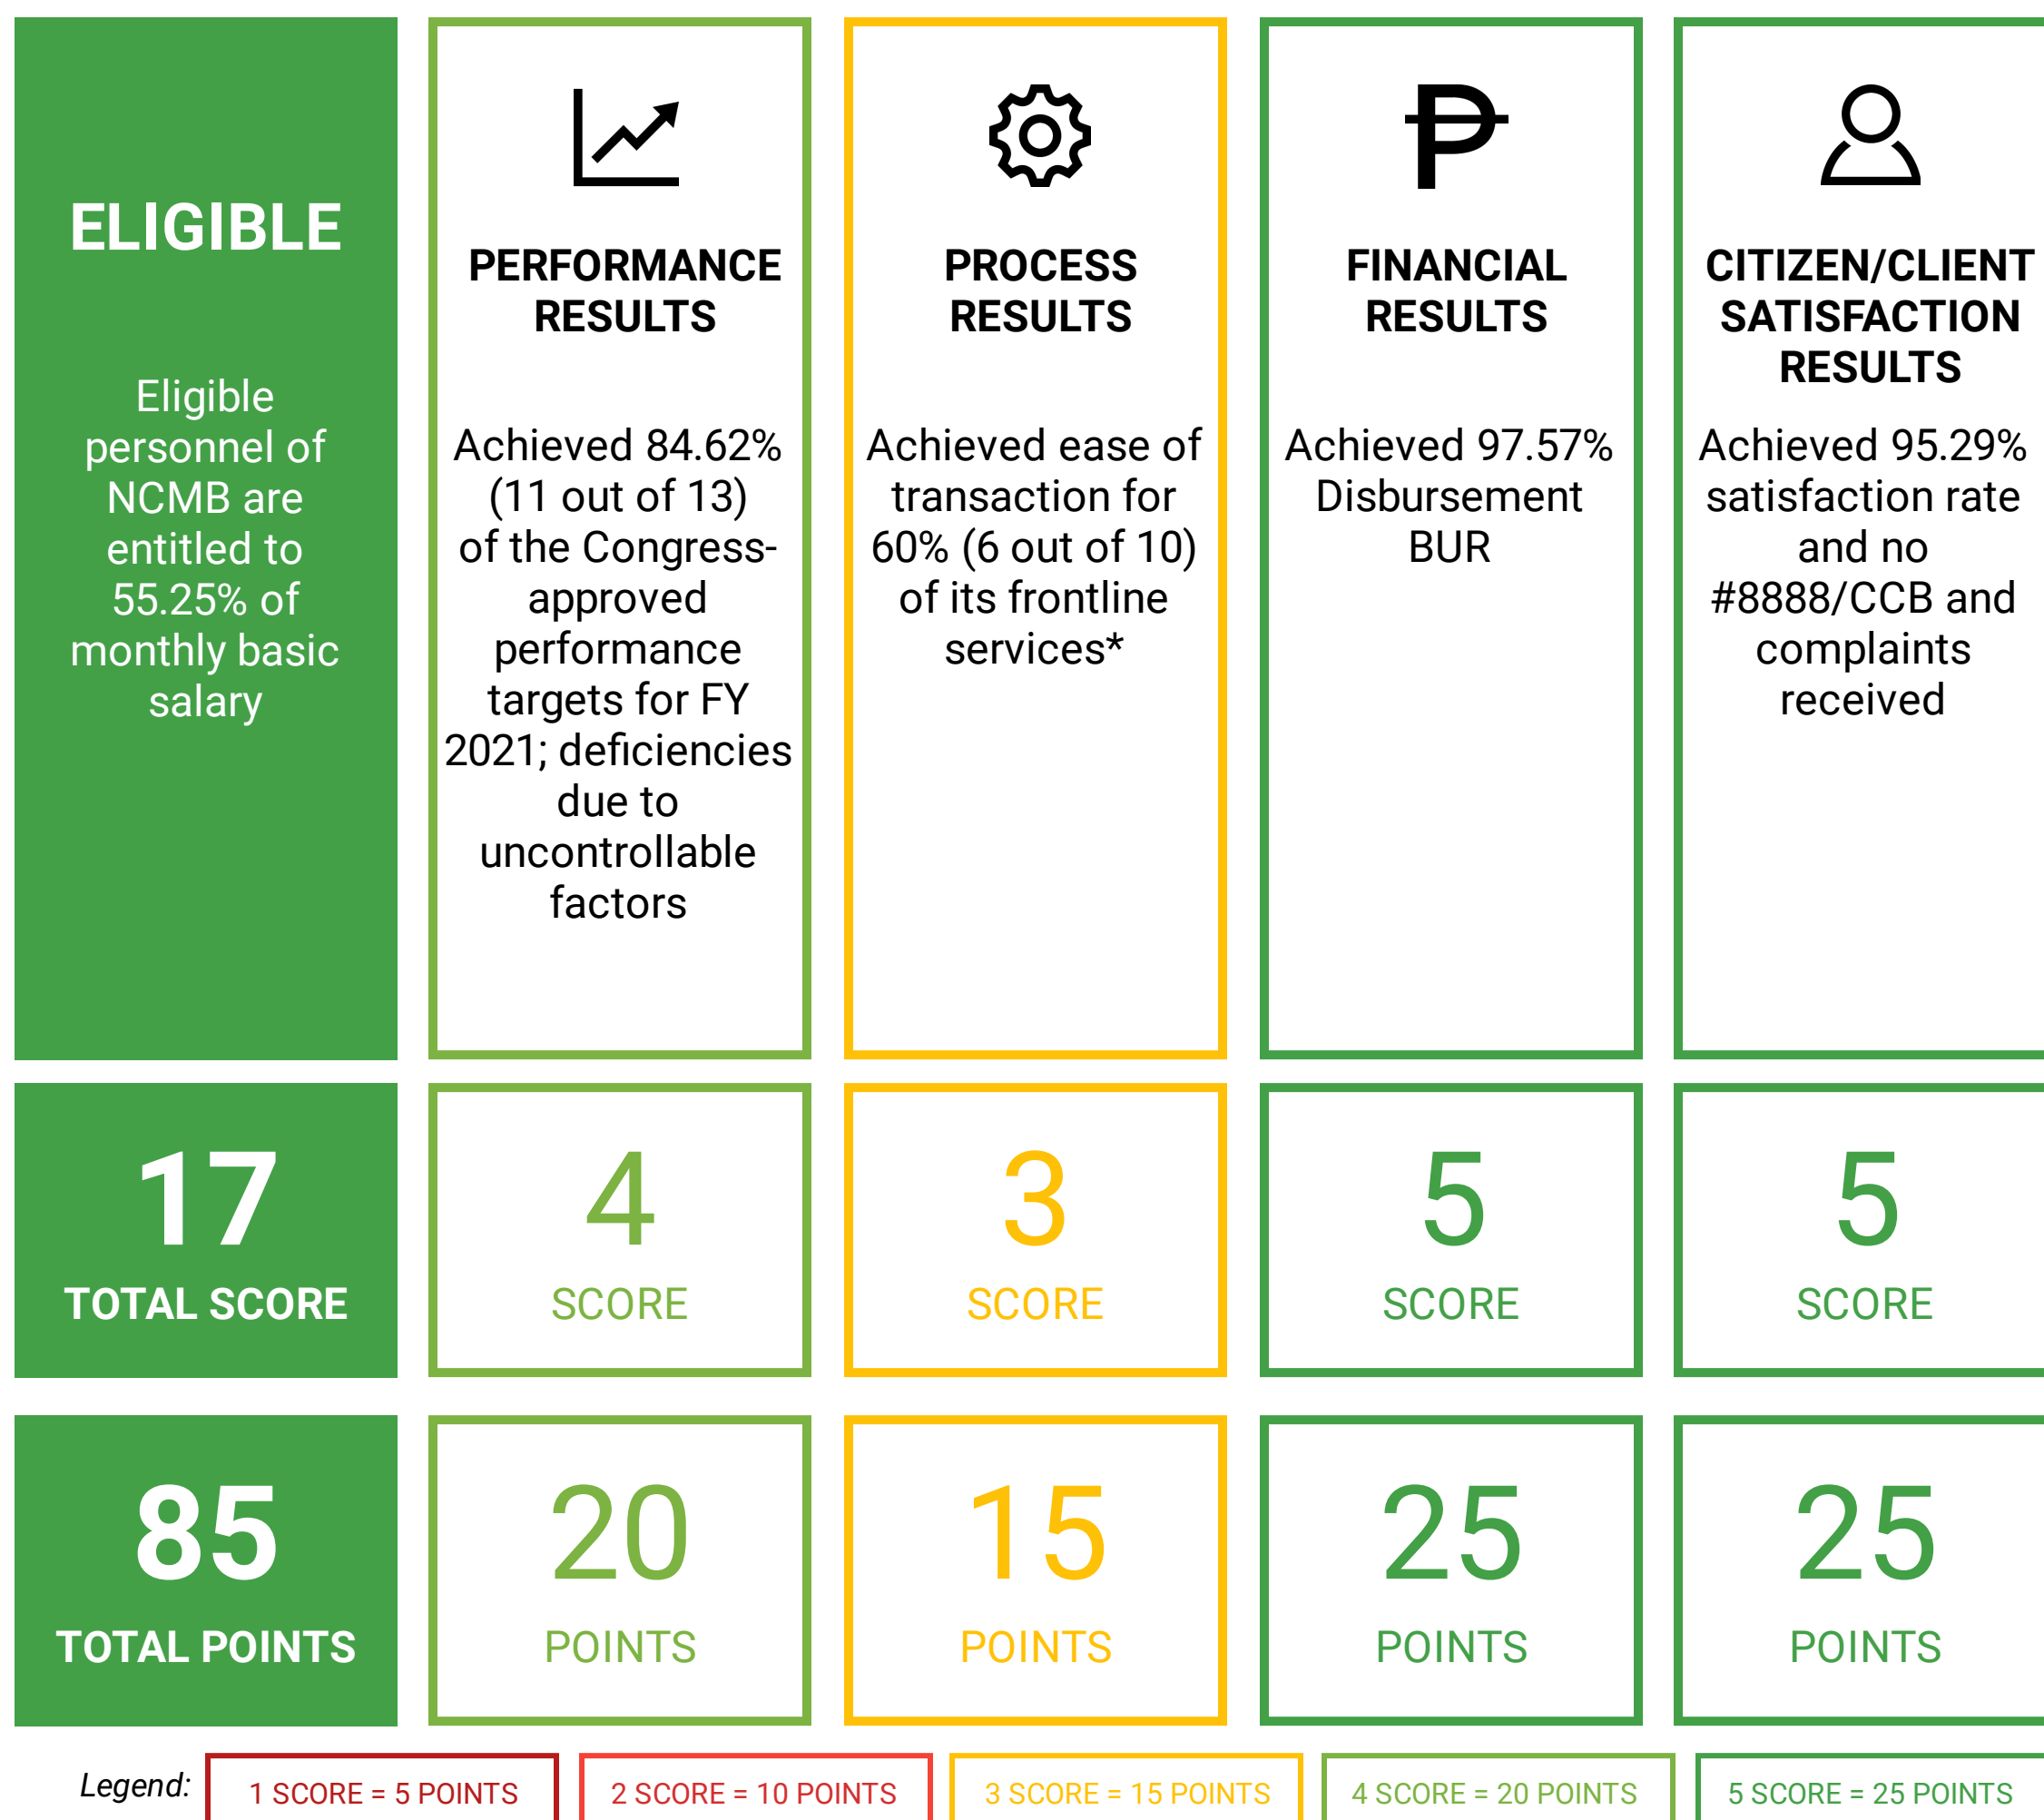 ELIGIBLE
Eligible
personnel of
NCMB are
entitled to
55.25% of
monthly basic
salary
PERFORMANCE
RESULTS
Achieved 84.62%
(11 out of 13)
of the Congress-
approved
performance
targets for FY
2021; deficiencies
due to
uncontrollable
factors
PROCESS
RESULTS
Achieved ease of
transaction for
60% (6 out of 10)
of its frontline
services*
FINANCIAL
RESULTS
Achieved 97.57%
Disbursement
BUR
CITIZEN/CLIENT
SATISFACTION
RESULTS
Achieved 95.29%
satisfaction rate
and no
#8888/CCB and
complaints
received
17
TOTAL SCORE
4
SCORE
3
SCORE
5
SCORE
5
SCORE
85
TOTAL POINTS
20
POINTS
15
POINTS
25
POINTS
25
POINTS
Legend:
1 SCORE = 5 POINTS
2 SCORE = 10 POINTS
3 SCORE = 15 POINTS
4 SCORE = 20 POINTS
5 SCORE = 25 POINTS